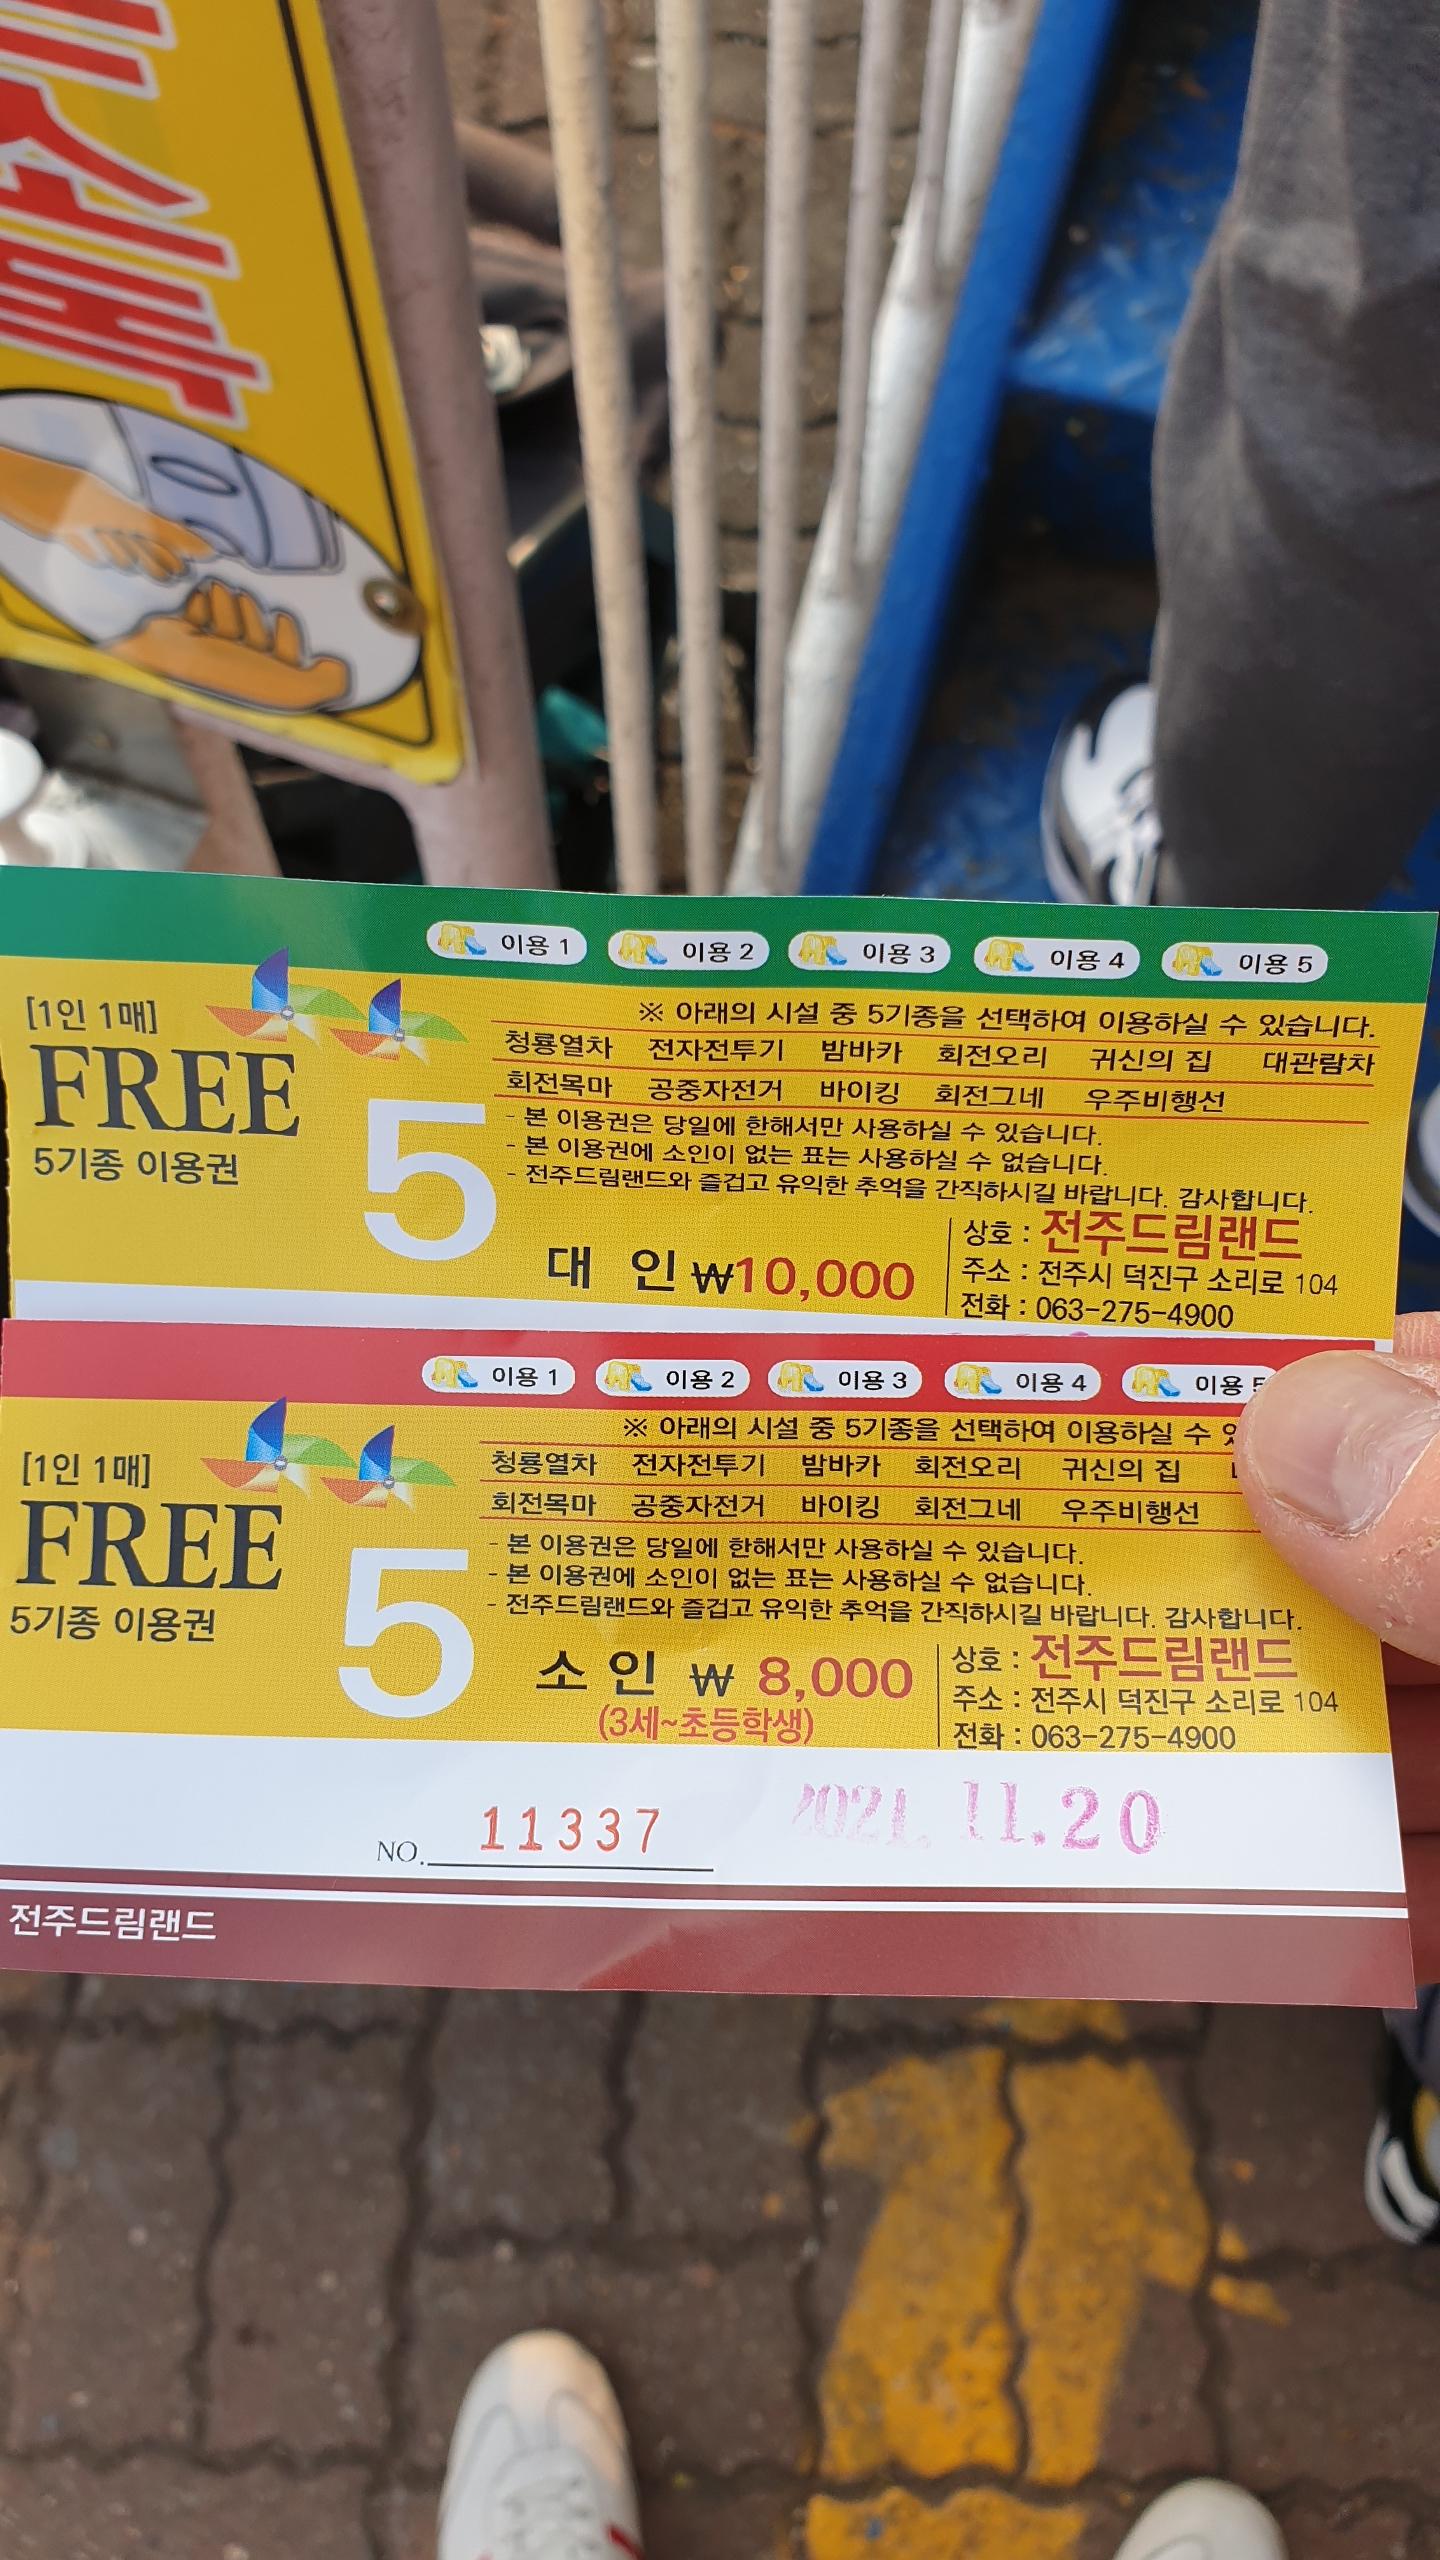 조심
이용 1 이용 2 이용 3 이용 4 이용 5
[1인 1매]
FREE
5기종 이용권
5
※ 아래의 시설 중 5기종을 선택하여 이용하실 수 있습니다.
청룡열차 전자전투기 밤바카 회전오리 귀신의 집 대관람차
회전목마 공중자전거 바이킹 회전그네 우주비행선
- 본 이용권은 당일에 한해서만 사용하실 수 있습니다.
- 본 이용권에 소인이 없는 표는 사용하실 수 없습니다.
- 전주드림랜드와 즐겁고 유익한 추억을 간직하시길 바랍니다. 감사합니다.
대 인 ₩10,000
상호 : 전주드림랜드
주소 : 전주시 덕진구 소리로 104
전화 : 063-275-4900
이용 1 이용 2 이용 3 이용 4 이용 5
[1인 1매]
FREE
5기종 이용권
5
※ 아래의 시설 중 5기종을 선택하여 이용하실 수
청룡열차 전자전투기 밤바카 회전오리 귀신의 집
회전목마 공중자전거 바이킹 회전그네 우주비행선
- 본 이용권은 당일에 한해서만 사용하실 수 있습니다.
- 본 이용권에 소인이 없는 표는 사용하실 수 없습니다.
- 전주드림랜드와 즐겁고 유익한 추억을 간직하시길 바랍니다. 감사합니다.
소 인 ₩ 8,000
(3세~초등학생)
상호 : 전주드림랜드
주소 : 전주시 덕진구 소리로 104
전화 : 063-275-4900
NO. 11337 2021. 11. 20
전주드림랜드